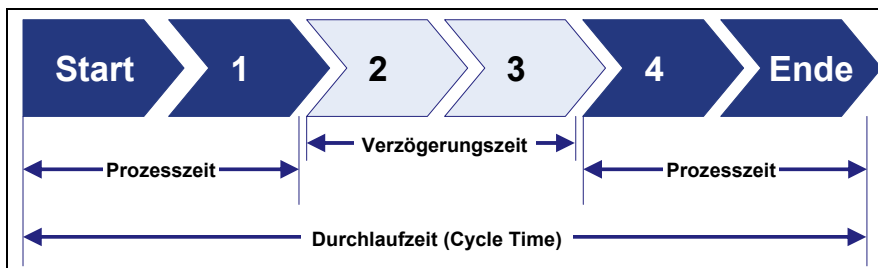 Start 1 2 3 4 Ende
Verzögerungszeit
Prozesszeit Prozesszeit
Durchlaufzeit (Cycle Time)